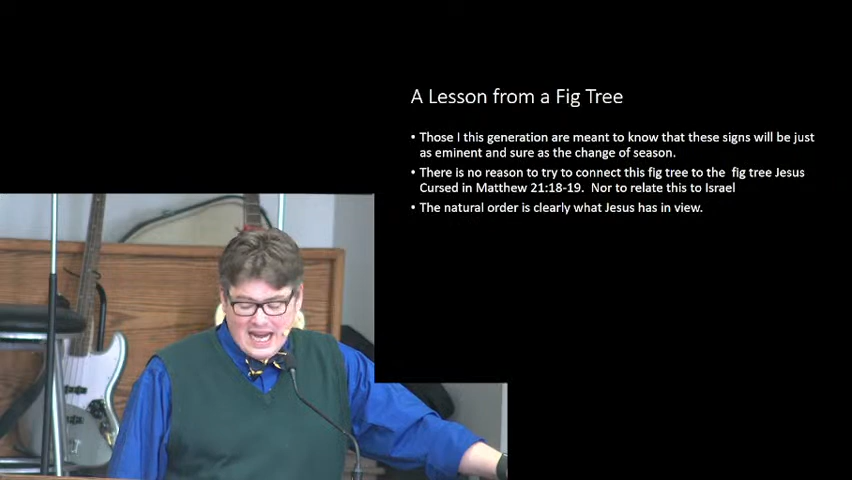 A Lesson from a Fig Tree
• Those I this generation are meant to know that these signs will be just
as eminent and sure as the change of season.
• There is no reason to try to connect this fig tree to the fig tree Jesus
Cursed in Matthew 21:18-19. Nor to relate this to Israel
• The natural order is clearly what Jesus has in view.